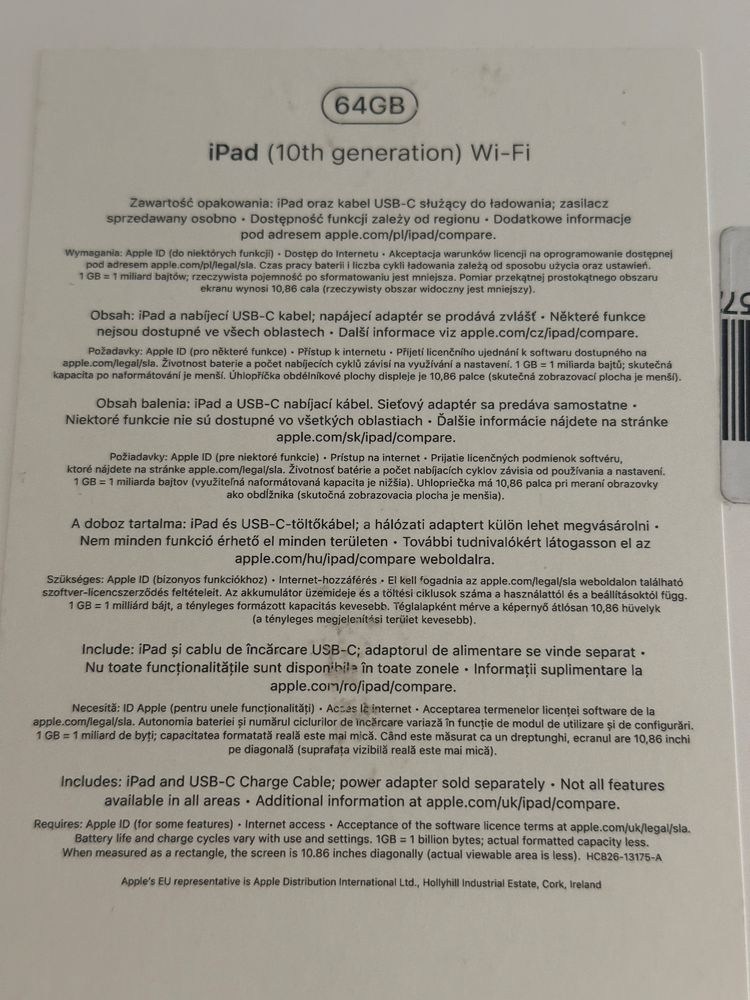 64GB
iPad (10th generation) Wi-Fi
Zawartość opakowania: iPad oraz kabel USB-C służący do ładowania; zasilacz
sprzedawany osobno • Dostępność funkcji zależy od regionu • Dodatkowe informacje
pod adresem apple.com/pl/ipad/compare.
Wymagania: Apple ID (do niektórych funkcji) • Dostęp do Internetu • Akceptacja warunków licencji na oprogramowanie dostępnej
pod adresem apple.com/pl/legal/sla. Czas pracy baterii i liczba cykli ładowania zależą od sposobu użycia oraz ustawień.
1 GB = 1 miliard bajtów; rzeczywista pojemność po sformatowaniu jest mniejsza. Pomiar przekątnej prostokątnego obszaru
ekranu wynosi 10,86 cala (rzeczywisty obszar widoczny jest mniejszy).
Obsah: iPad a nabíjecí USB-C kabel; napájecí adaptér se prodává zvlášť • Některé funkce
nejsou dostupné ve všech oblastech • Další informace viz apple.com/cz/ipad/compare.
Požadavky: Apple ID (pro některé funkce) • Přístup k internetu • Přijetí licenčního ujednání k softwaru dostupného na
apple.com/legal/sla. Životnost baterie a počet nabíjecích cyklů závisí na využívání a nastavení. 1 GB = 1 miliarda bajtů; skutečná
kapacita po naformátování je menší. Úhlopříčka obdélníkové plochy displeje je 10,86 palce (skutečná zobrazovací plocha je menší).
Obsah balenia: iPad a USB-C nabíjací kábel. Sieťový adaptér sa predáva samostatne •
Niektoré funkcie nie sú dostupné vo všetkých oblastiach • Ďalšie informácie nájdete na stránke
apple.com/sk/ipad/compare.
Požiadavky: Apple ID (pre niektoré funkcie) • Prístup na internet • Prijatie licenčných podmienok softvéru,
ktoré nájdete na stránke apple.com/legal/sla. Životnosť batérie a počet nabíjacích cyklov závisia od používania a nastavení.
1 GB = 1 miliarda bajtov (využiteľná naformátovaná kapacita je nižšia). Uhlopriečka má 10,86 palca pri meraní obrazovky
ako obdĺžnika (skutočná zobrazovacia plocha je menšia).
A doboz tartalma: iPad és USB-C-töltőkábel; a hálózati adaptert külön lehet megvásárolni •
Nem minden funkció érhető el minden területen • További tudnivalókért látogasson el az
apple.com/hu/ipad/compare weboldalra.
Szükséges: Apple ID (bizonyos funkciókhoz) • Internet-hozzáférés • El kell fogadnia az apple.com/legal/sla weboldalon található
szoftver-licencszerződés feltételeit. Az akkumulátor üzemideje és a töltési ciklusok száma a használattól és a beállításoktól függ.
1 GB = 1 milliárd bájt, a tényleges formázott kapacitás kevesebb. Téglalapként mérve a képernyő átlósan 10,86 hüvelyk
(a tényleges megjelenítési terület kevesebb).
Include: iPad și cablu de încărcare USB-C; adaptorul de alimentare se vinde separat •
Nu toate funcționalitățile sunt disponibile în toate zonele • Informații suplimentare la
apple.com/ro/ipad/compare.
Necesită: ID Apple (pentru unele funcționalități) • Acces la internet • Acceptarea termenelor licenței software de la
apple.com/legal/sla. Autonomia bateriei și numărul ciclurilor de încărcare variază în funcție de modul de utilizare și de configurări.
1 GB = 1 miliard de byți; capacitatea formatată reală este mai mică. Când este măsurat ca un dreptunghi, ecranul are 10,86 inchi
pe diagonală (suprafața vizibilă reală este mai mică).
Includes: iPad and USB-C Charge Cable; power adapter sold separately • Not all features
available in all areas • Additional information at apple.com/uk/ipad/compare.
Requires: Apple ID (for some features) • Internet access • Acceptance of the software licence terms at apple.com/uk/legal/sla.
Battery life and charge cycles vary with use and settings. 1GB = 1 billion bytes; actual formatted capacity less.
When measured as a rectangle, the screen is 10.86 inches diagonally (actual viewable area is less). HC826-13175-A
Apple's EU representative is Apple Distribution International Ltd., Hollyhill Industrial Estate, Cork, Ireland